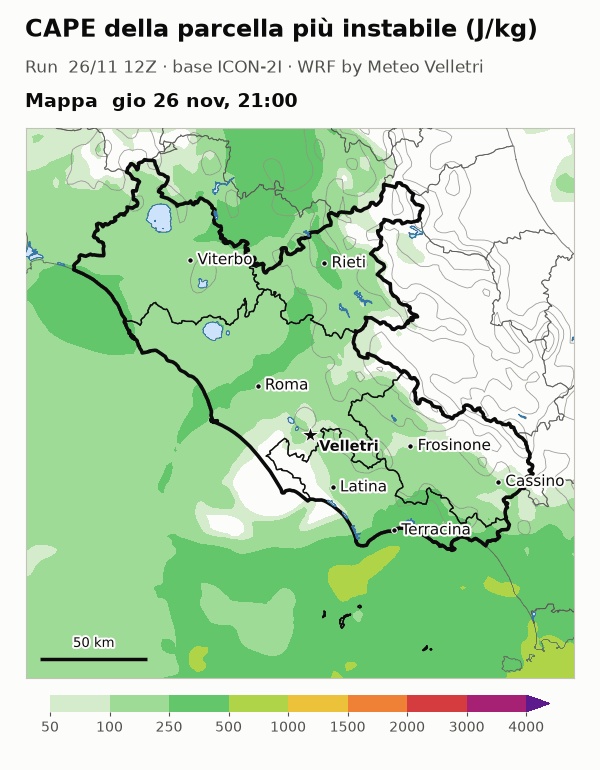 CAPE della parcella più instabile (J/kg)
Run  26/11 12Z · base ICON-2I · WRF by Meteo Velletri
Mappa  gio 26 nov, 21:00
Viterbo
Rieti
Roma
Velletri
Frosinone
Cassino
Latina
Terracina
50 km
50 100 250 500 1000 1500 2000 3000 4000